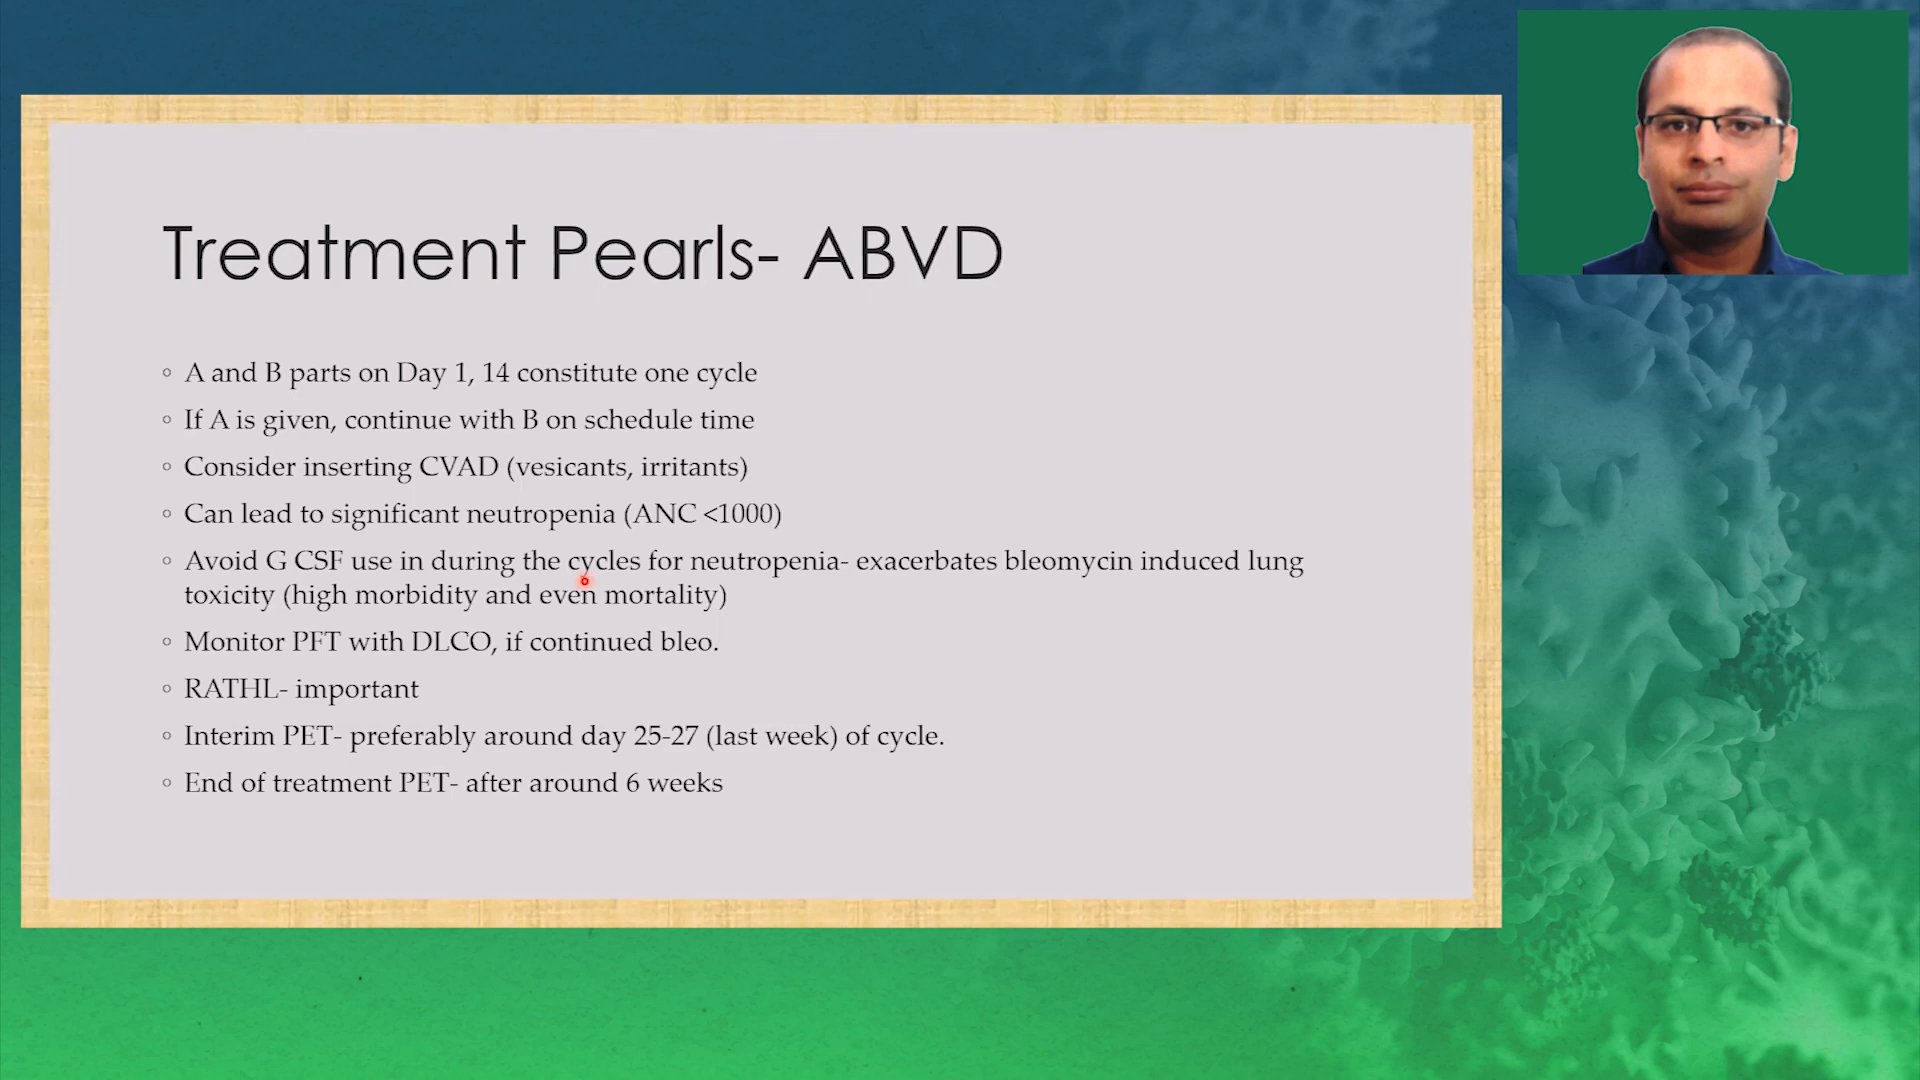 Treatment Pearls- ABVD
◦ A and B parts on Day 1, 14 constitute one cycle
◦ If A is given, continue with B on schedule time
◦ Consider inserting CVAD (vesicants, irritants)
◦ Can lead to significant neutropenia (ANC <1000)
◦ Avoid G CSF use in during the cycles for neutropenia- exacerbates bleomycin induced lung
toxicity (high morbidity and even mortality)
◦ Monitor PFT with DLCO, if continued bleo.
◦ RATHL- important
◦ Interim PET- preferably around day 25-27 (last week) of cycle.
◦ End of treatment PET- after around 6 weeks